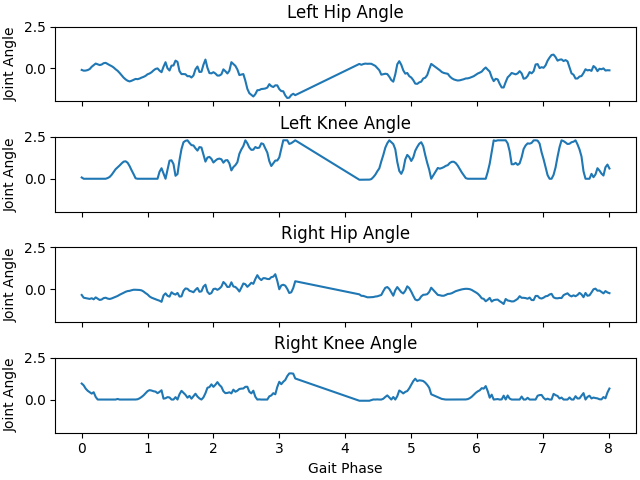 Left Hip Angle
Joint Angle
2.5
0.0
Left Knee Angle
Joint Angle
2.5
0.0
Right Hip Angle
Joint Angle
2.5
0.0
Right Knee Angle
Joint Angle
2.5
0.0
0 1 2 3 4 5 6 7 8
Gait Phase